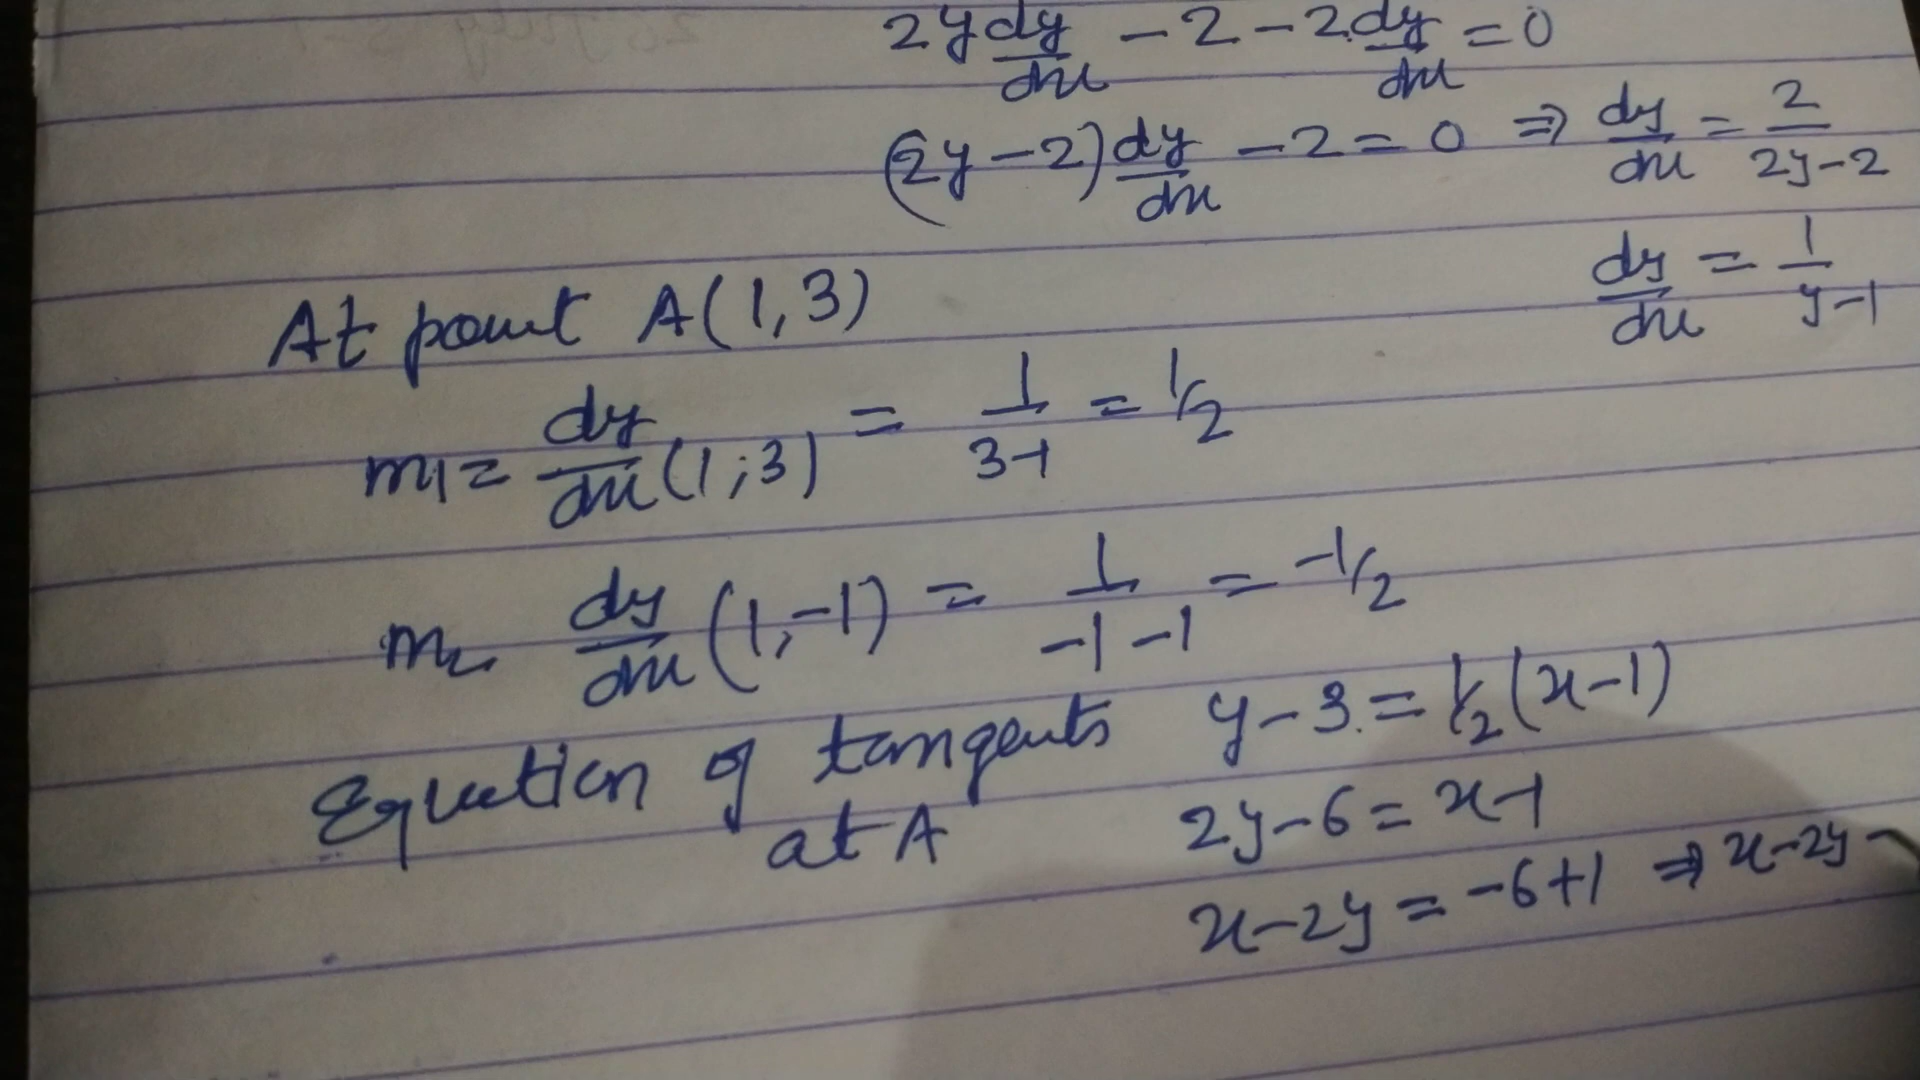 2y dy/dx - 2 - 2.dy/dx = 0
(2y-2) dy/dx - 2 = 0 ⇒ dy/dx = 2/2y-2
dy/dx = 1/y-1
At point A(1,3)
m1 = dy/dx (1,3) = 1/3-1 = 1/2
m2 dy/dx (1,-1) = 1/-1-1 = -1/2
Equation of tangents y-3 = 1/2(x-1)
at A 2y-6 = x-1
x-2y = -6+1 ⇒ x-2y -